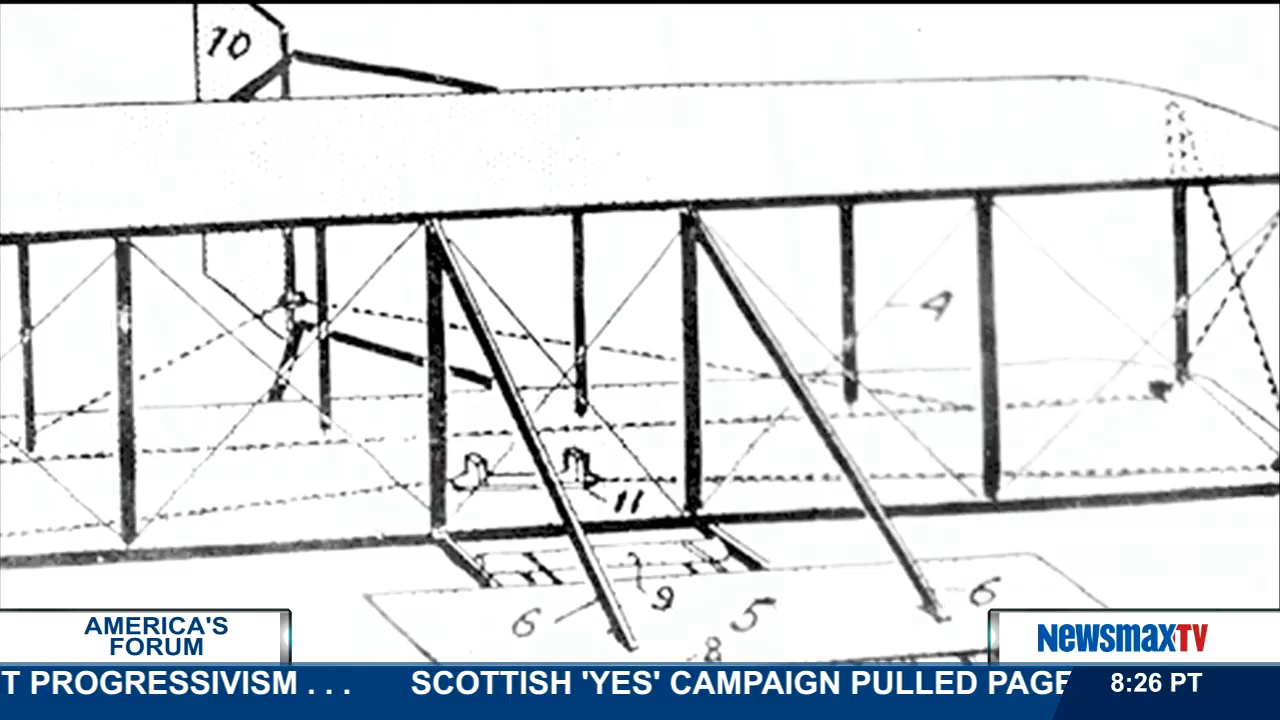 10
A
11
9
6
5
6
8
AMERICA'S
FORUM
NEWSMAXTV
T PROGRESSIVISM . . . SCOTTISH 'YES' CAMPAIGN PULLED PAGE
8:26 PT